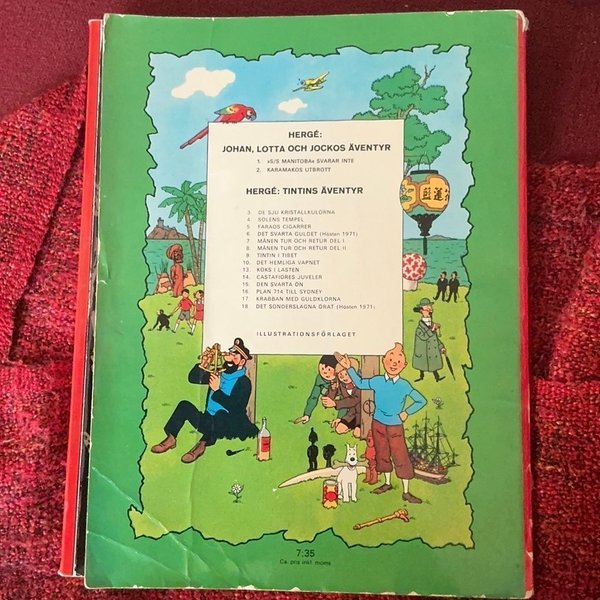 HERGÉ:
JOHAN, LOTTA OCH JOCKOS ÄVENTYR
1. »S/S MANITOBA« SVARAR INTE
2. KARAMAKOS UTBROTT
HERGÉ: TINTINS ÄVENTYR
3 DE SJU KRISTALLKULORNA
4 SOLENS TEMPEL
5 FARAOS CIGARRER
6 DET SVARTA GULDET (Hösten 1971)
7 MÅNEN TUR OCH RETUR DEL I
8 MÅNEN TUR OCH RETUR DEL II
9 TINTIN I TIBET
10. DET HEMLIGA VAPNET
13. KOKS I LASTEN
14. CASTAFIORES JUVELER
15. DEN SVARTA ÖN
16. PLAN 714 TILL SYDNEY
17. KRABBAN MED GULDKLORNA
18. DET SÖNDERSLAGNA ÖRAT (Hösten 1971)
ILLUSTRATIONSFÖRLAGET
7:35
Ca. pris inkl. moms